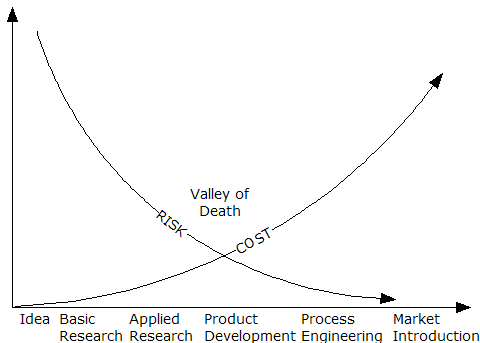 Valley of
Death
RISK
COST
Idea Basic Applied Product Process Market
Research Research Development Engineering Introduction